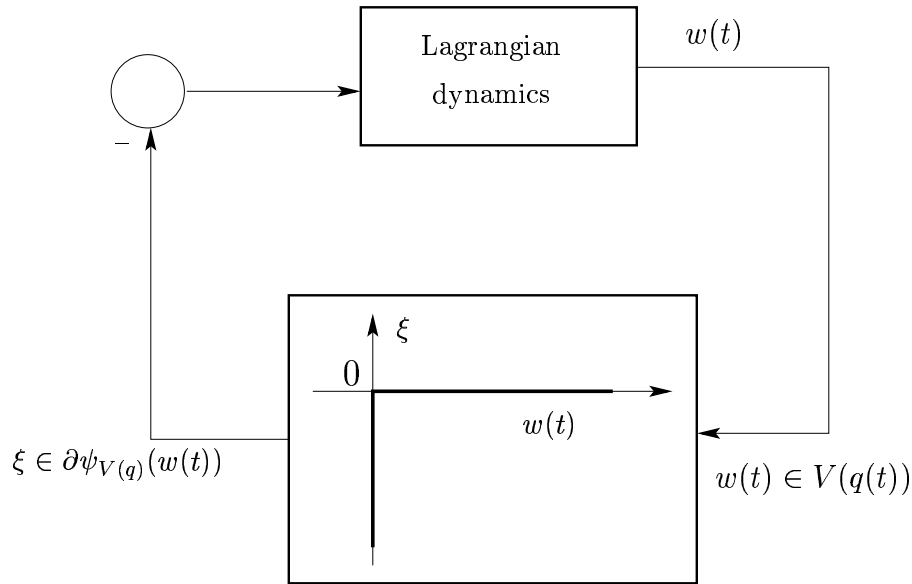 w(t)
Lagrangian
dynamics
−
ξ
0
w(t)
ξ ∈ ∂ψ_{V(q)}(w(t))
w(t) ∈ V(q(t))